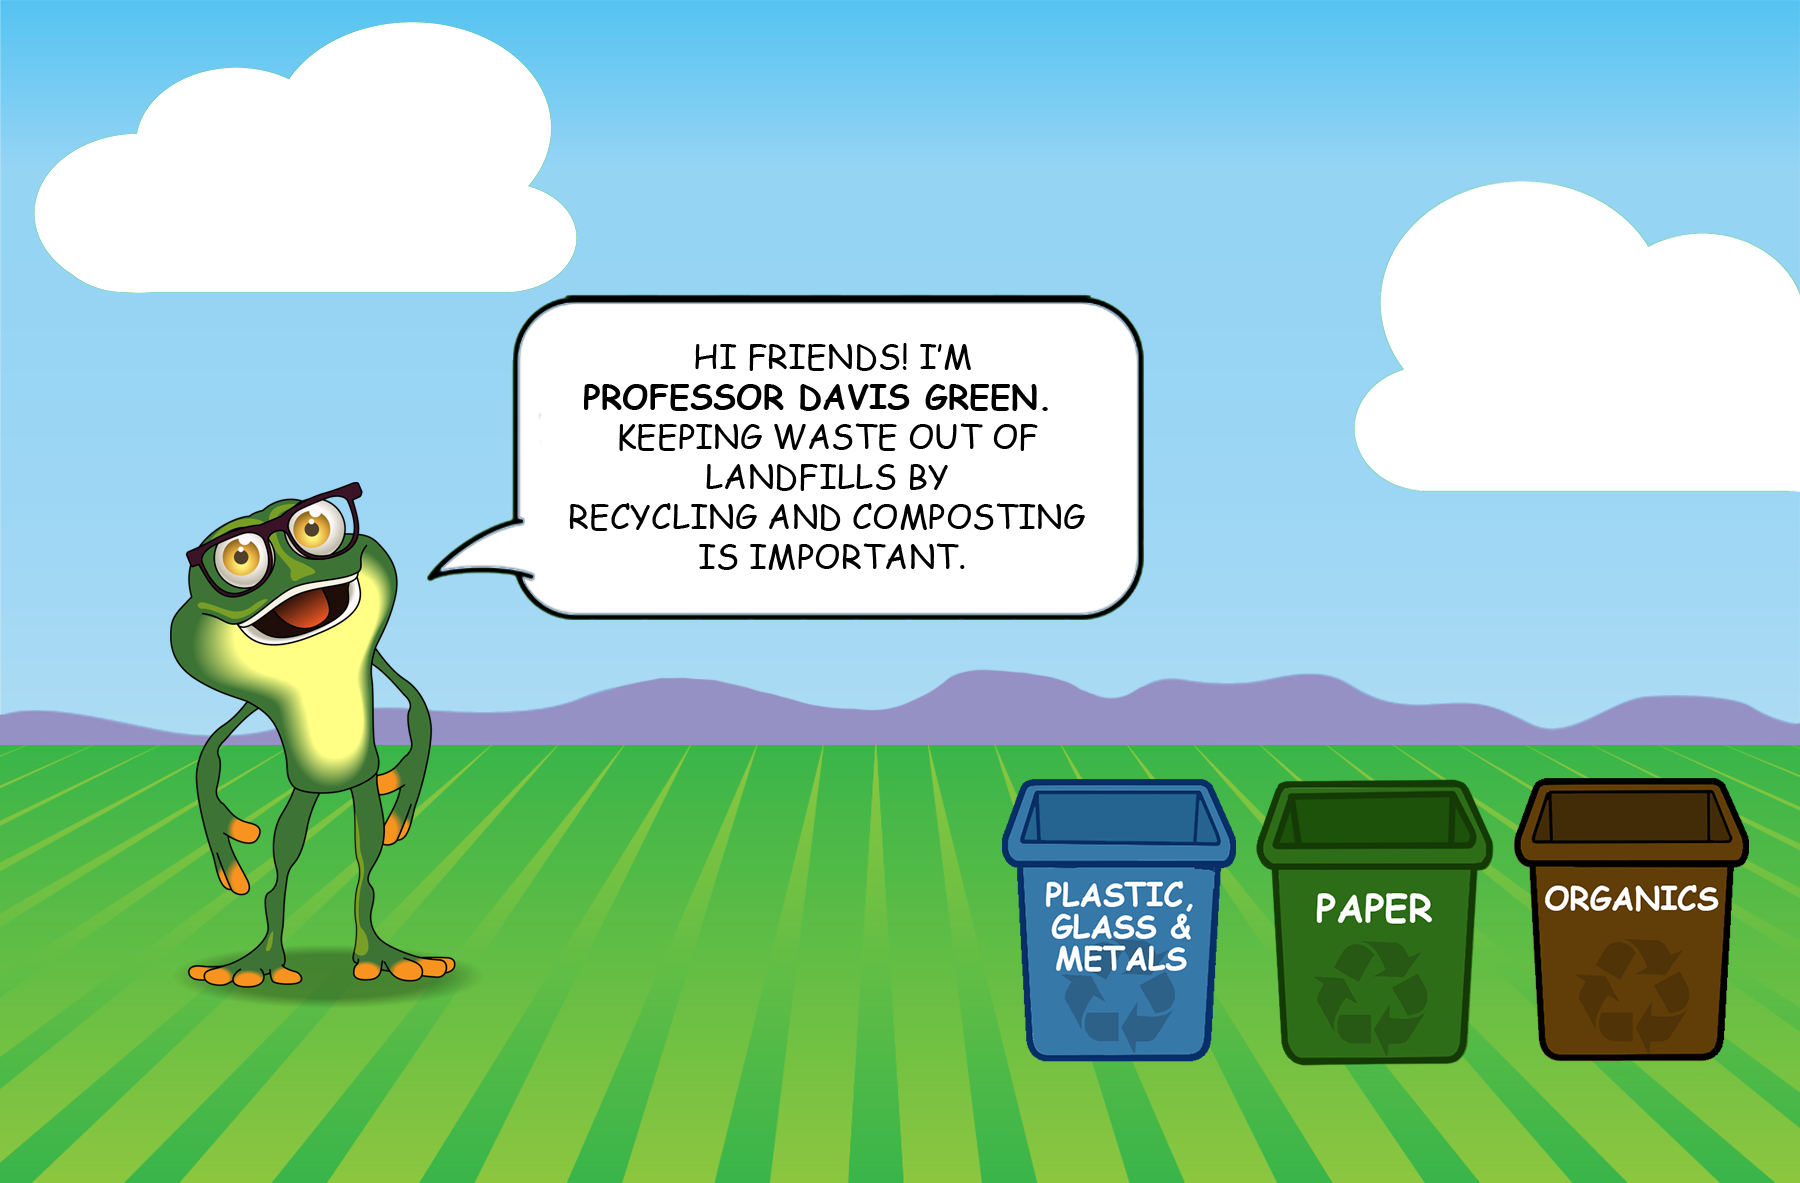 HI FRIENDS! I'M
PROFESSOR DAVIS GREEN.
KEEPING WASTE OUT OF
LANDFILLS BY
RECYCLING AND COMPOSTING
IS IMPORTANT.
PLASTIC,
GLASS &
METALS
PAPER
ORGANICS